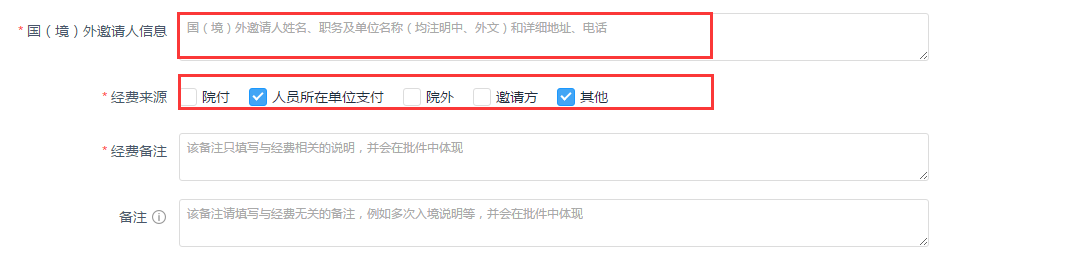 * 国（境）外邀请人信息 国（境）外邀请人姓名、职务及单位名称（均注明中、外文）和详细地址、电话
* 经费来源 院付 人员所在单位支付 院外 邀请方 其他
* 经费备注 该备注只填写与经费相关的说明，并会在批件中体现
备注 该备注请填写与经费无关的备注，例如多次入境说明等，并会在批件中体现